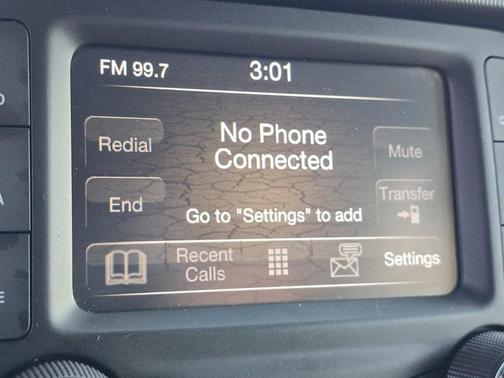 FM 99.7
3:01
Redial
No Phone
Connected
Mute
End
Go to "Settings" to add
Transfer
Recent
Calls
Settings